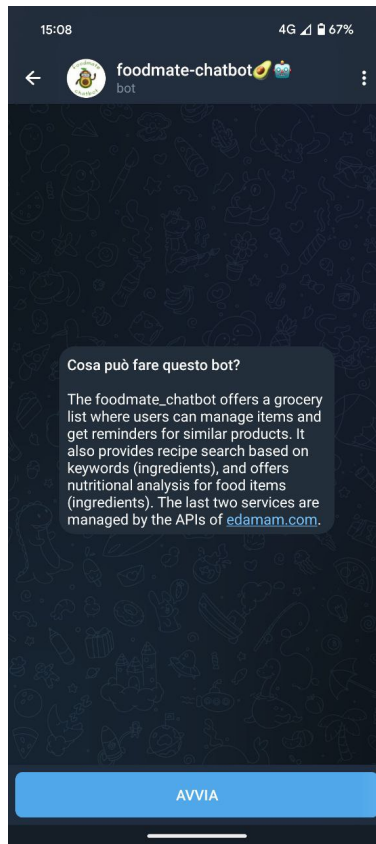 15:08
4G 67%
foodmate-chatbot🥑🤖
bot
Cosa può fare questo bot?
The foodmate_chatbot offers a grocery
list where users can manage items and
get reminders for similar products. It
also provides recipe search based on
keywords (ingredients), and offers
nutritional analysis for food items
(ingredients). The last two services are
managed by the APIs of edamam.com.
AVVIA